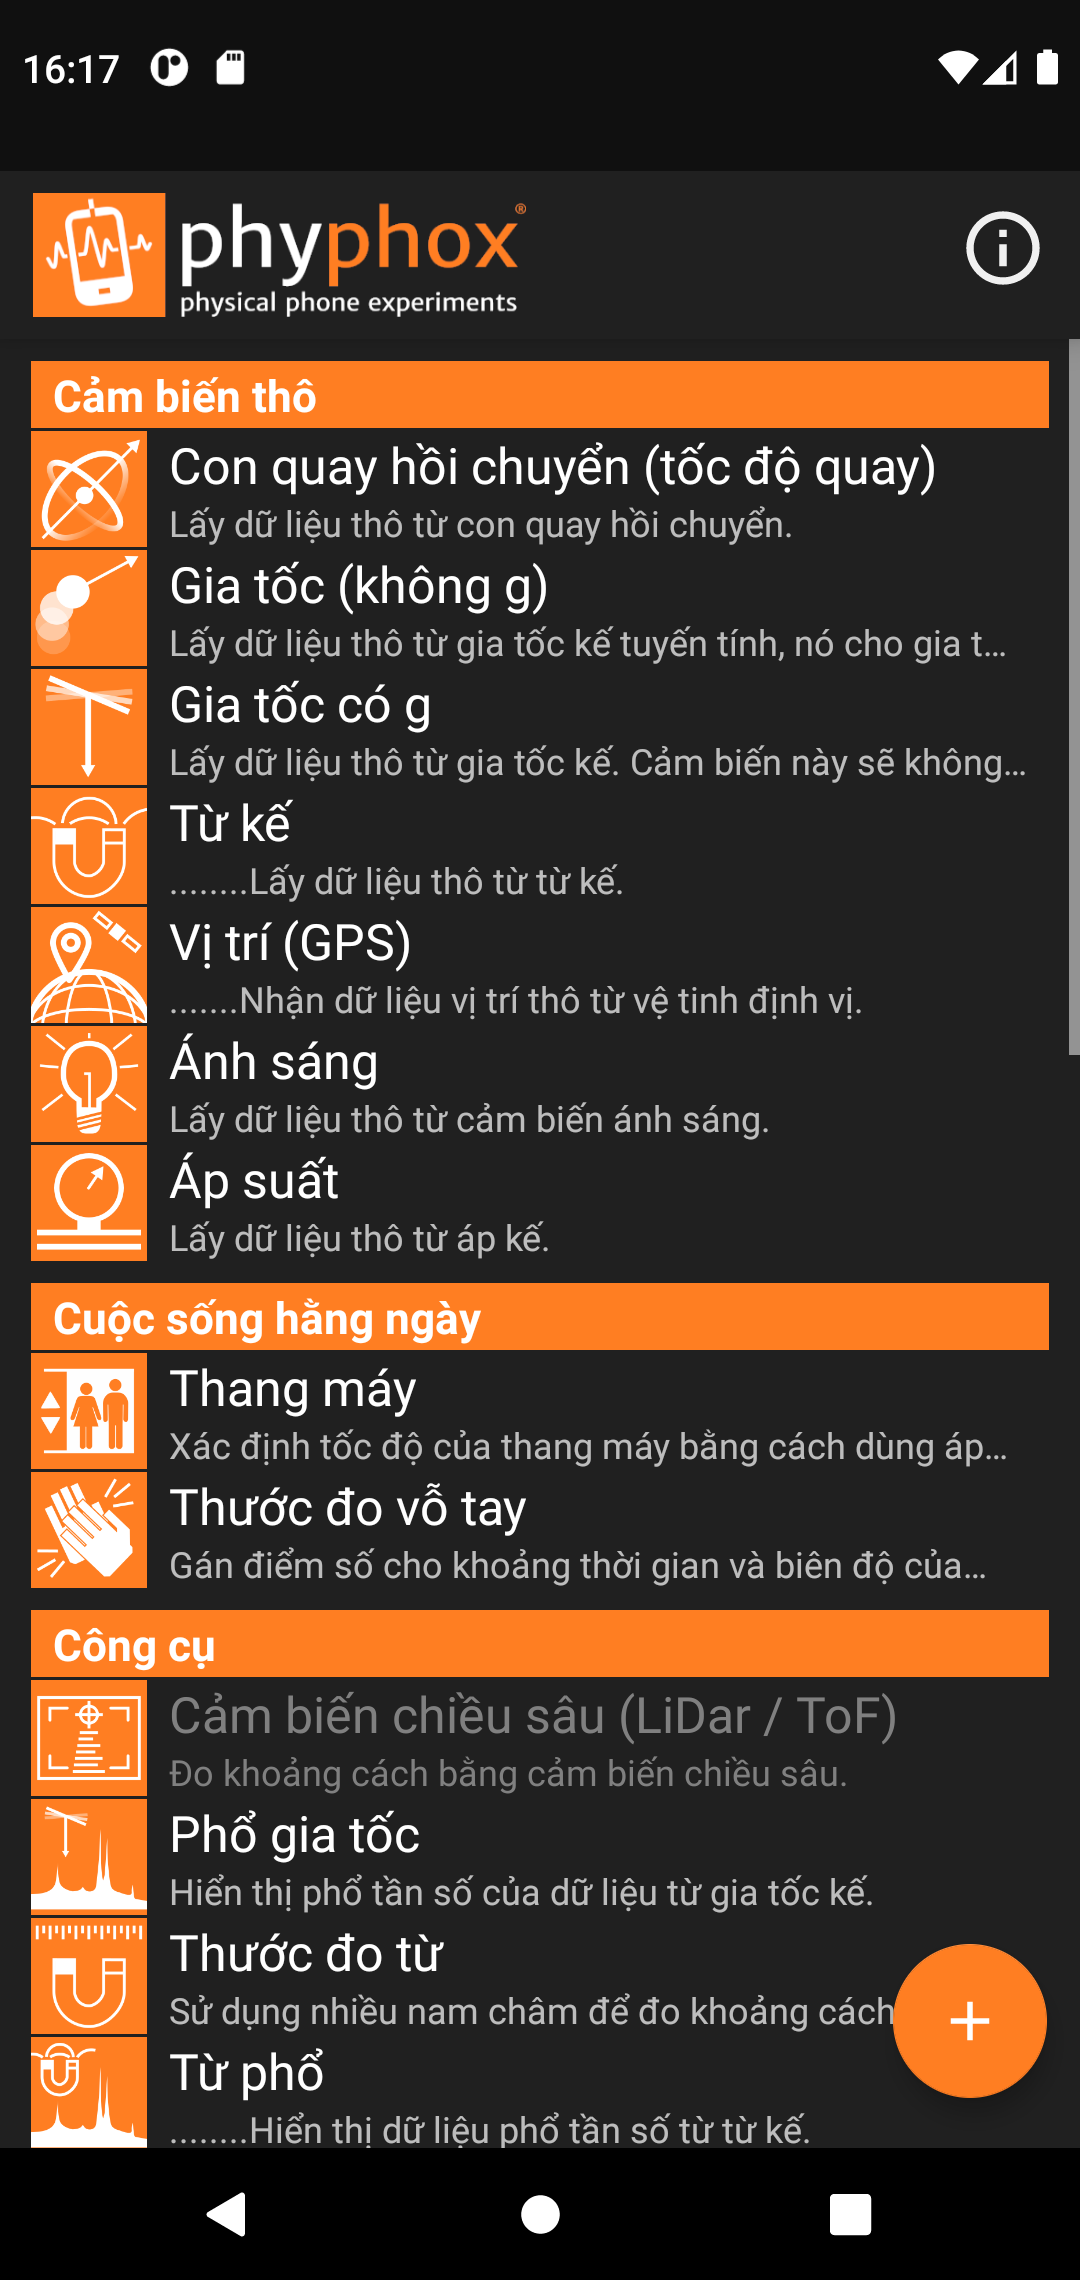 16:17
phyphox®
physical phone experiments
Cảm biến thô
Con quay hồi chuyển (tốc độ quay)
Lấy dữ liệu thô từ con quay hồi chuyển.
Gia tốc (không g)
Lấy dữ liệu thô từ gia tốc kế tuyến tính, nó cho gia t…
Gia tốc có g
Lấy dữ liệu thô từ gia tốc kế. Cảm biến này sẽ không…
Từ kế
........Lấy dữ liệu thô từ từ kế.
Vị trí (GPS)
.......Nhận dữ liệu vị trí thô từ vệ tinh định vị.
Ánh sáng
Lấy dữ liệu thô từ cảm biến ánh sáng.
Áp suất
Lấy dữ liệu thô từ áp kế.
Cuộc sống hằng ngày
Thang máy
Xác định tốc độ của thang máy bằng cách dùng áp…
Thước đo vỗ tay
Gán điểm số cho khoảng thời gian và biên độ của…
Công cụ
Cảm biến chiều sâu (LiDar / ToF)
Đo khoảng cách bằng cảm biến chiều sâu.
Phổ gia tốc
Hiển thị phổ tần số của dữ liệu từ gia tốc kế.
Thước đo từ
Sử dụng nhiều nam châm để đo khoảng cách
Từ phổ
........Hiển thị dữ liệu phổ tần số từ từ kế.